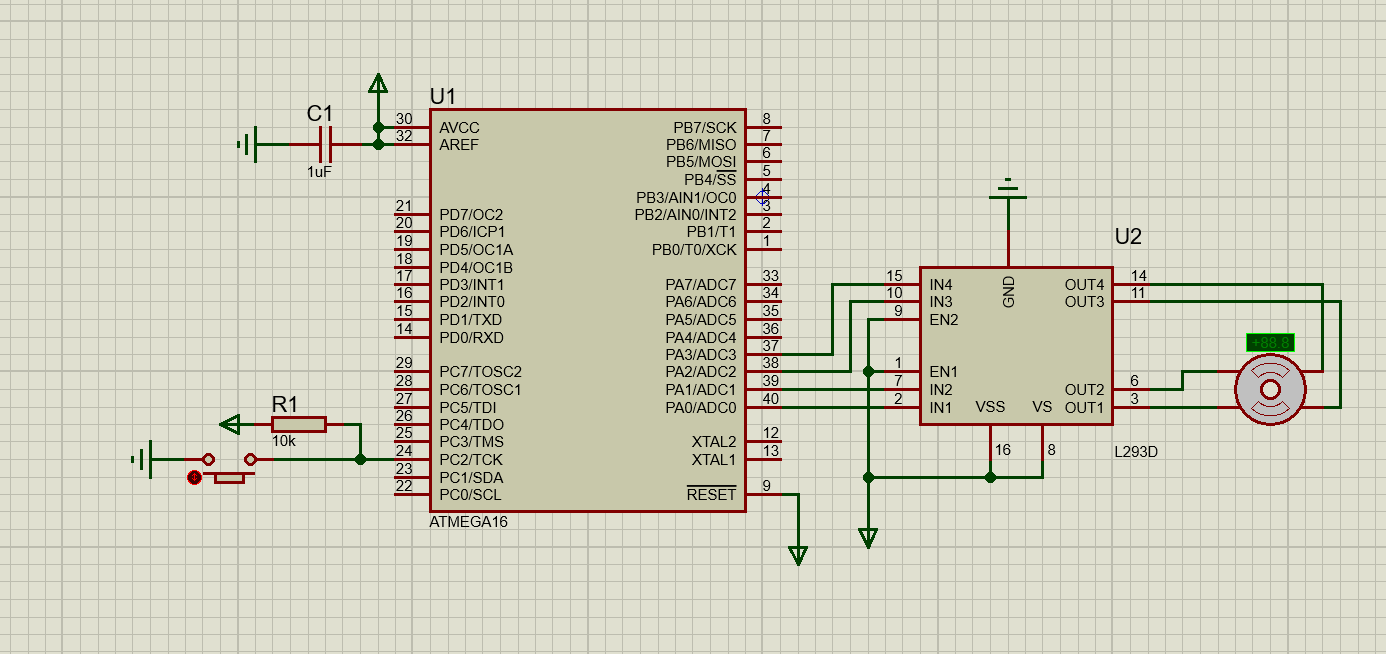 U1
C1
1uF
30 AVCC
32 AREF
21 PD7/OC2
20 PD6/ICP1
19 PD5/OC1A
18 PD4/OC1B
17 PD3/INT1
16 PD2/INT0
15 PD1/TXD
14 PD0/RXD
29 PC7/TOSC2
28 PC6/TOSC1
27 PC5/TDI
26 PC4/TDO
25 PC3/TMS
24 PC2/TCK
23 PC1/SDA
22 PC0/SCL
PB7/SCK 8
PB6/MISO 7
PB5/MOSI 6
PB4/SS 5
PB3/AIN1/OC0 4
PB2/AIN0/INT2 3
PB1/T1 2
PB0/T0/XCK 1
PA7/ADC7 33
PA6/ADC6 34
PA5/ADC5 35
PA4/ADC4 36
PA3/ADC3 37
PA2/ADC2 38
PA1/ADC1 39
PA0/ADC0 40
XTAL2 12
XTAL1 13
RESET 9
ATMEGA16
R1
10k
U2
GND
15 IN4
10 IN3
9 EN2
1 EN1
7 IN2
2 IN1
OUT4 14
OUT3 11
OUT2 6
OUT1 3
VSS VS
16 8
L293D
+88.8